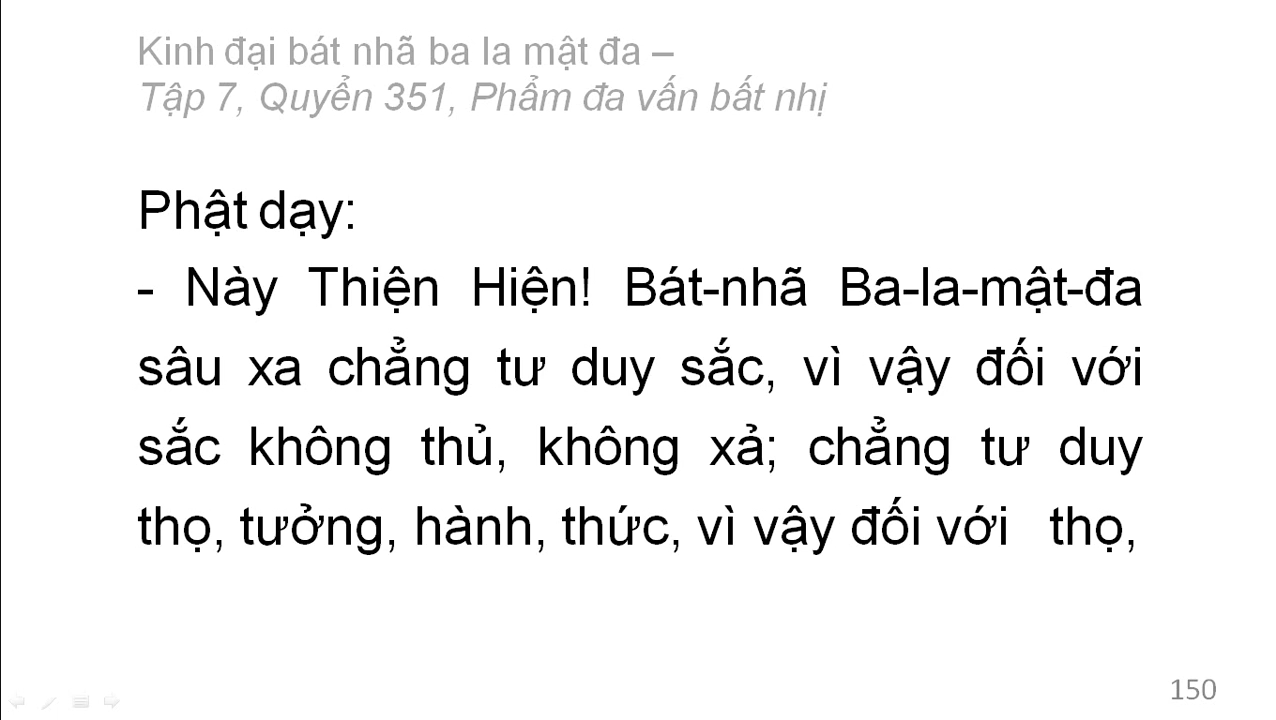 Kinh đại bát nhã ba la mật đa –
Tập 7, Quyển 351, Phẩm đa vấn bất nhị
Phật dạy:
- Này Thiện Hiện! Bát-nhã Ba-la-mật-đa
sâu xa chẳng tư duy sắc, vì vậy đối với
sắc không thủ, không xả; chẳng tư duy
thọ, tưởng, hành, thức, vì vậy đối với thọ,
150